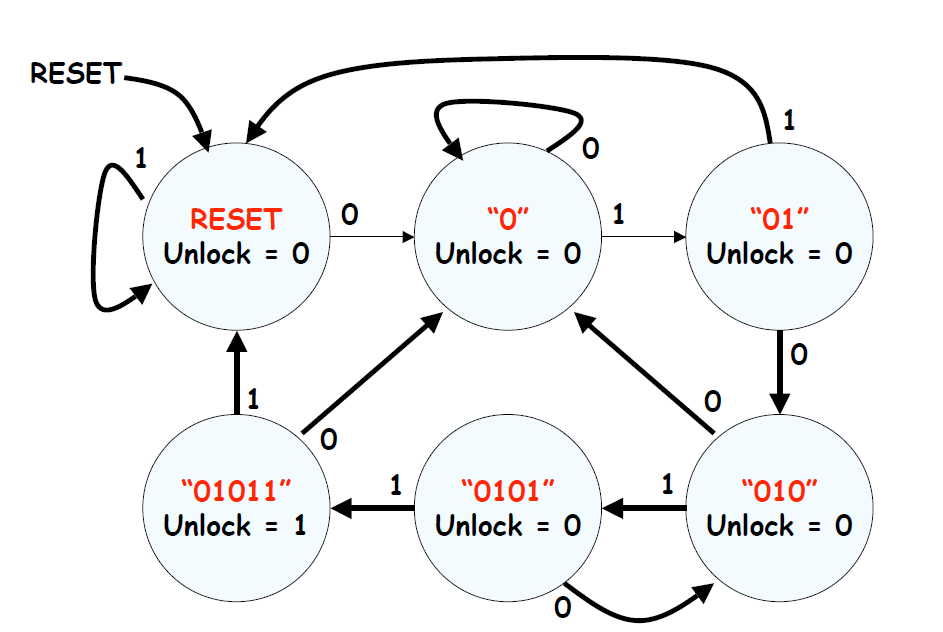 RESET
1
1
0
RESET
Unlock = 0
0
“0”
Unlock = 0
1
“01”
Unlock = 0
0
1
0
0
“01011”
Unlock = 1
1
“0101”
Unlock = 0
1
“010”
Unlock = 0
0